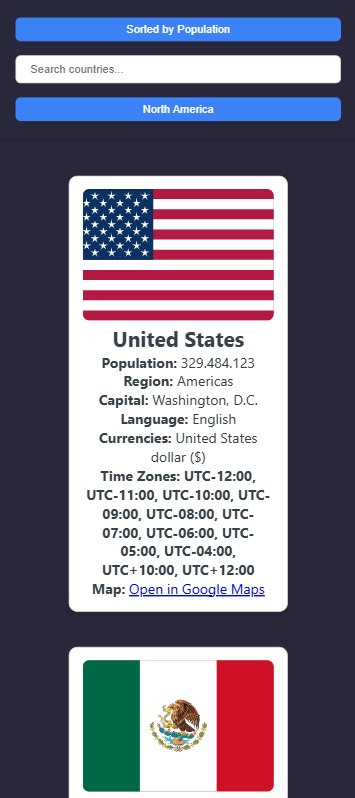 Sorted by Population
Search countries...
North America
United States
Population: 329.484.123
Region: Americas
Capital: Washington, D.C.
Language: English
Currencies: United States
dollar ($)
Time Zones: UTC-12:00,
UTC-11:00, UTC-10:00, UTC-
09:00, UTC-08:00, UTC-
07:00, UTC-06:00, UTC-
05:00, UTC-04:00,
UTC+10:00, UTC+12:00
Map: Open in Google Maps